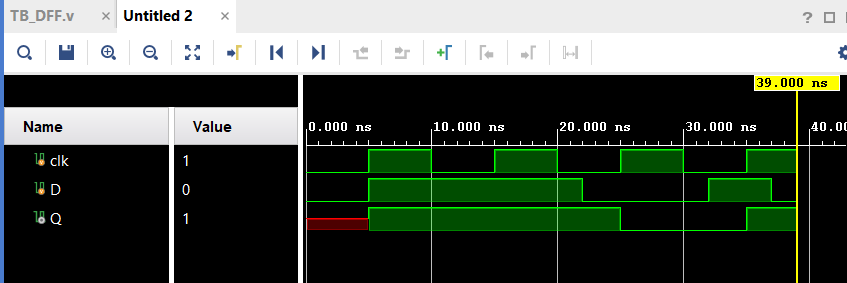 TB_DFF.v × Untitled 2 ×
?
39.000 ns
Name Value
0.000 ns 10.000 ns 20.000 ns 30.000 ns 40.00
clk 1
D 0
Q 1